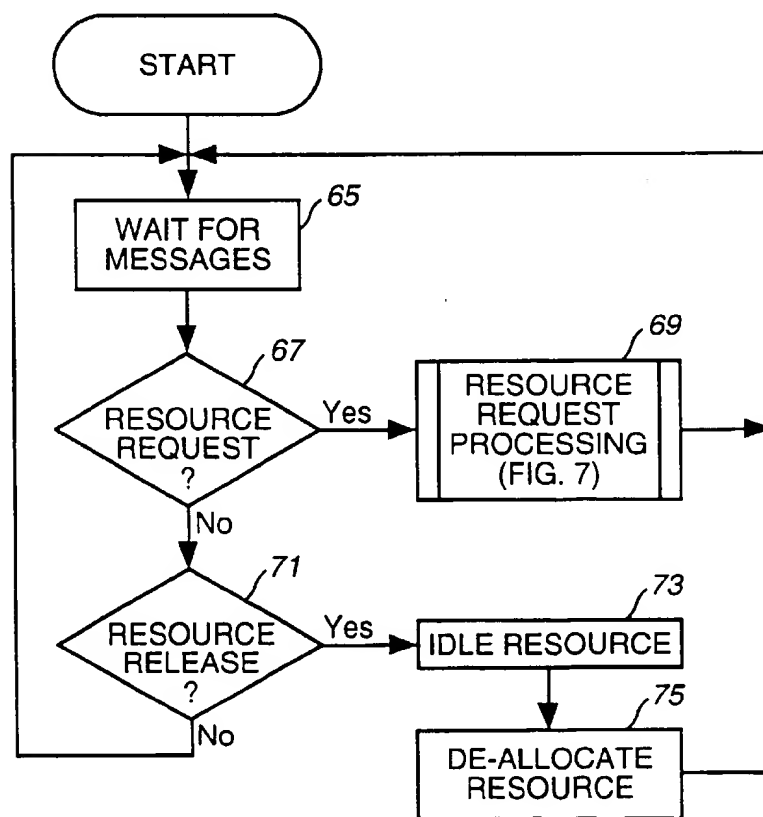 START
65
WAIT FOR
MESSAGES
67
RESOURCE
REQUEST
?
Yes
69
RESOURCE
REQUEST
PROCESSING
(FIG. 7)
No
71
RESOURCE
RELEASE
?
Yes
73
IDLE RESOURCE
No
75
DE-ALLOCATE
RESOURCE